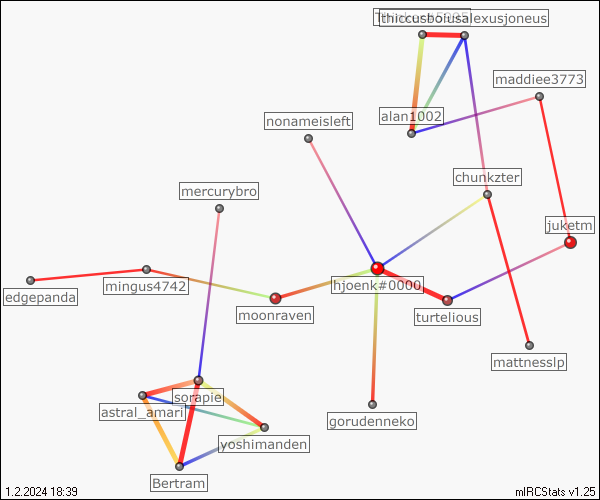 lthicusboiusalexusjoneus
maddiee3773
alan1002
nonameisleft
chunkzter
mercurybro
juketm
hjoenk#0000
mingus4742
edgepanda
moonraven
turtelious
mattnesslp
sorapie
astral_amari
gorudenneko
yoshimanden
Bertram
1.2.2024 18:39
mIRCStats v1.25